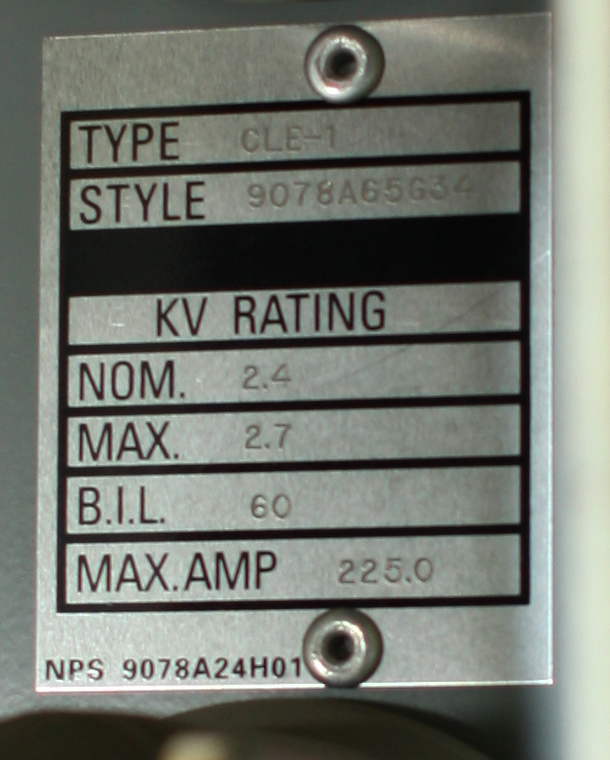 TYPE CLE-1
STYLE 9078A65G34
KV RATING
NOM. 2.4
MAX. 2.7
B.I.L. 60
MAX.AMP 225.0
NPS 9078A24H01